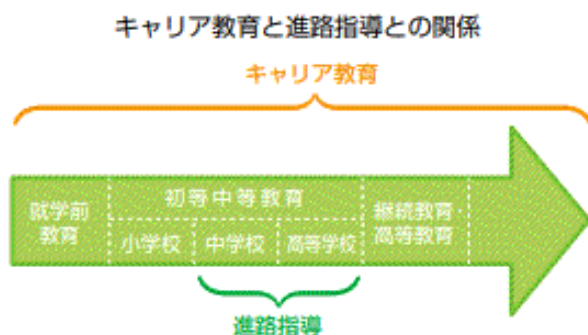 キャリア教育と進路指導との関係
キャリア教育
就学前
教育
初等中等教育
小学校
中学校
高等学校
継続教育・
高等教育
進路指導